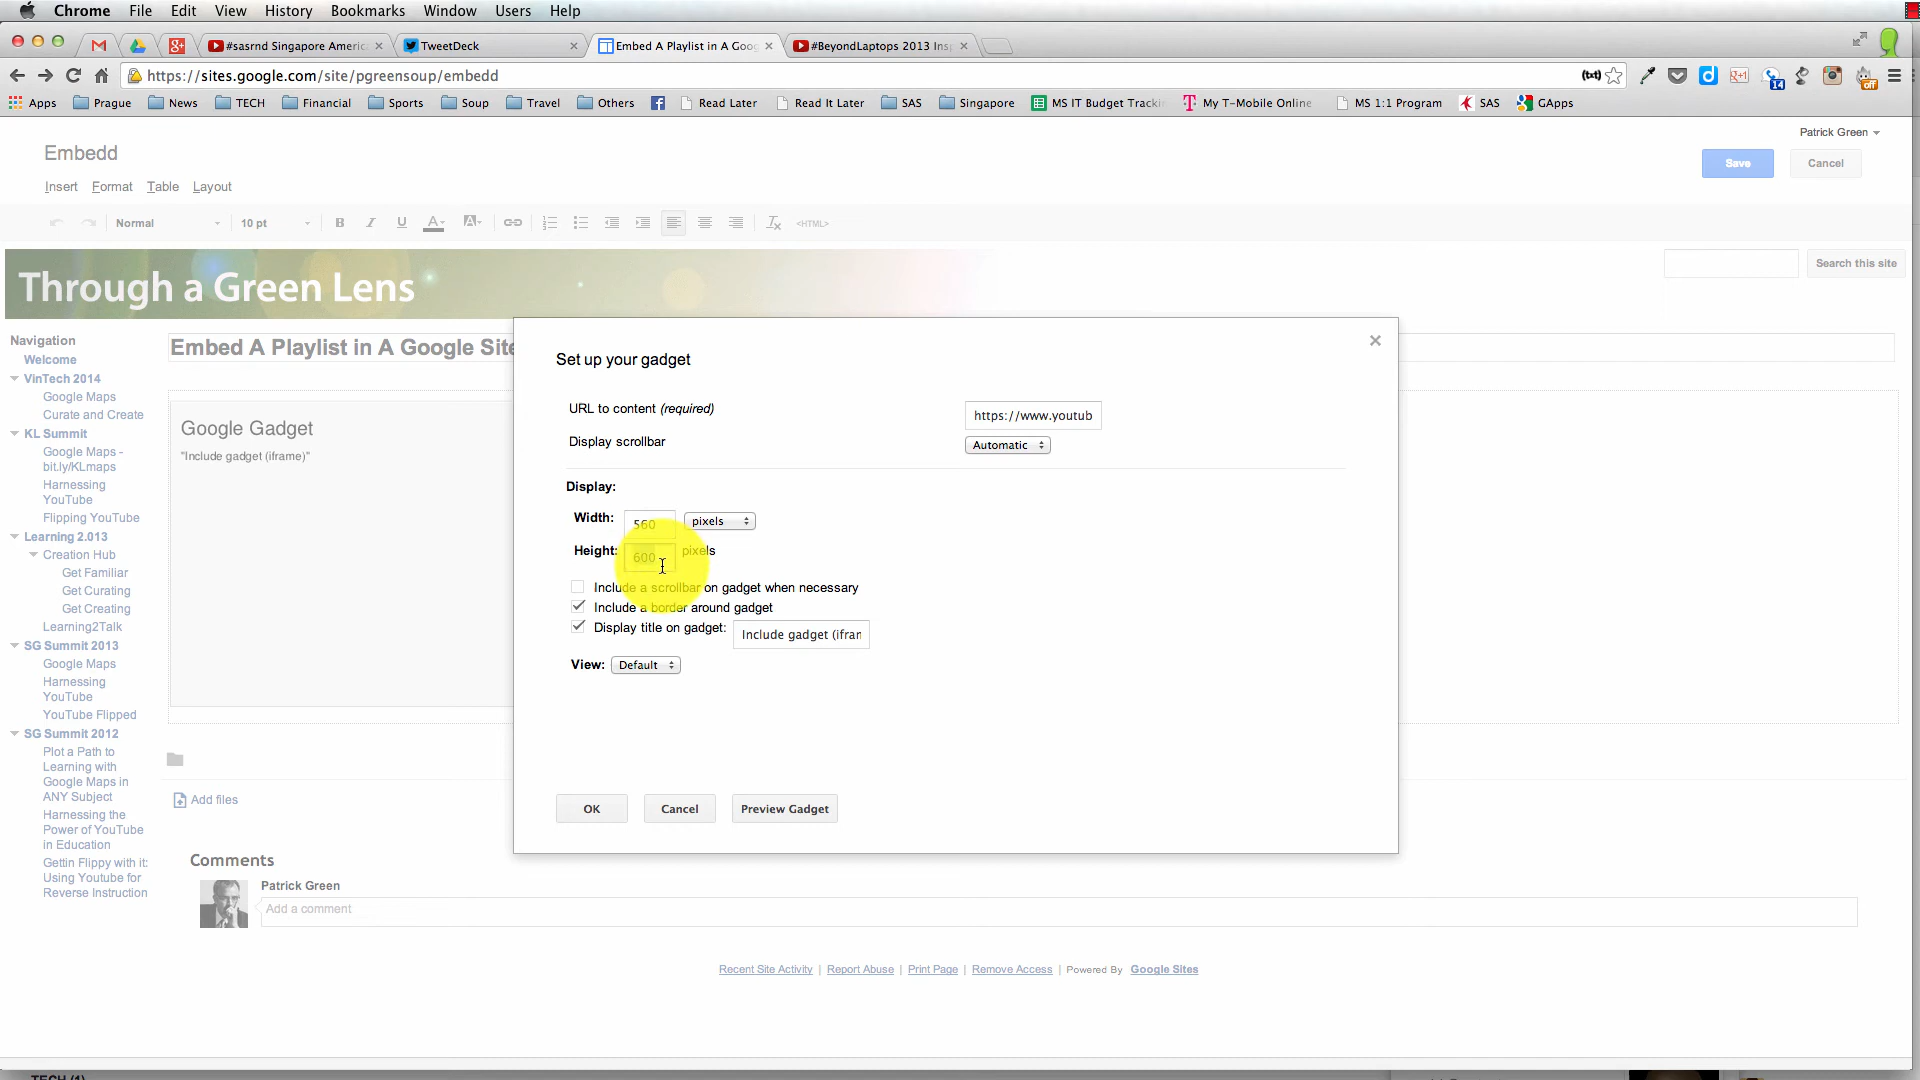 Chrome File Edit View History Bookmarks Window Users Help
#sasrnd Singapore Americ
TweetDeck
Embed A Playlist in A Goog
#BeyondLaptops 2013 Ins
https://sites.google.com/site/pgreensoup/embedd
(txt)
14
off
Apps Prague News TECH Financial Sports Soup Travel Others Read Later Read It Later SAS Singapore MS IT Budget Tracki My T-Mobile Online MS 1:1 Program SAS GApps
Patrick Green
Embedd
Save Cancel
Insert Format Table Layout
Normal 10 pt B I U A A <HTML>
Through a Green Lens
Search this site
Navigation
Welcome
VinTech 2014
Google Maps
Curate and Create
KL Summit
Google Maps -
bit.ly/KLmaps
Harnessing
YouTube
Flipping YouTube
Learning 2.013
Creation Hub
Get Familiar
Get Curating
Get Creating
Learning2Talk
SG Summit 2013
Google Maps
Harnessing
YouTube
YouTube Flipped
SG Summit 2012
Plot a Path to
Learning with
Google Maps in
ANY Subject
Harnessing the
Power of YouTube
in Education
Gettin Flippy with it:
Using Youtube for
Reverse Instruction
Embed A Playlist in A Google Site
Google Gadget
"Include gadget (iframe)"
Set up your gadget
URL to content (required) https://www.youtub
Display scrollbar Automatic
Display:
Width: 560 pixels
Height: 600 pixels
Include a scrollbar on gadget when necessary
Include a border around gadget
Display title on gadget: Include gadget (ifran
View: Default
OK Cancel Preview Gadget
Add files
Comments
Patrick Green
Add a comment
Recent Site Activity | Report Abuse | Print Page | Remove Access | Powered By Google Sites